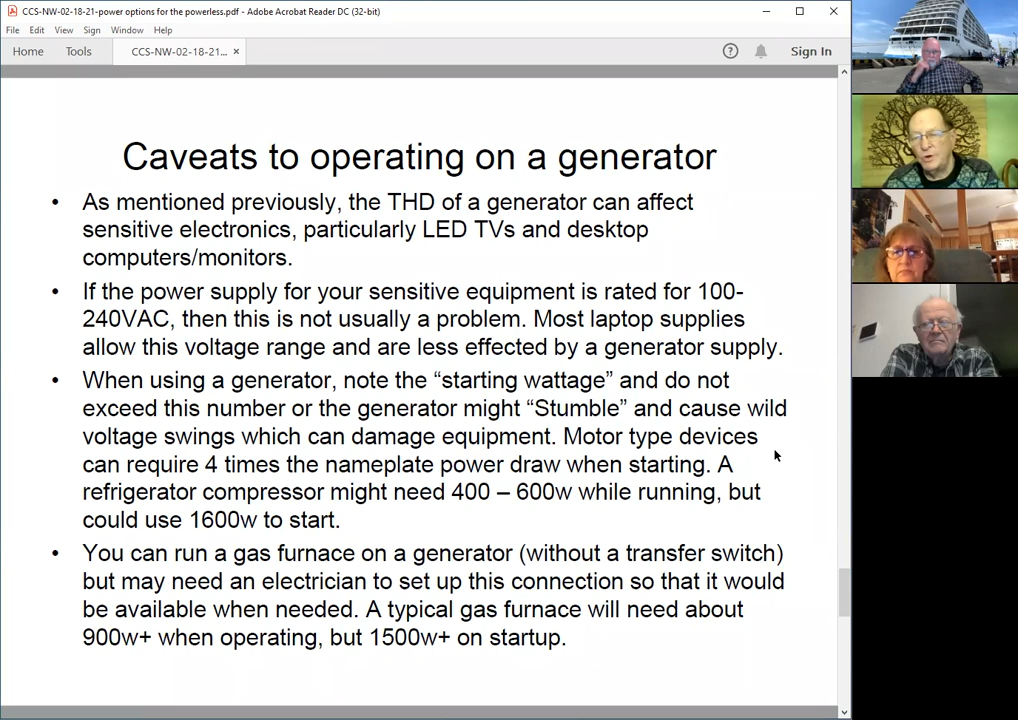 CCS-NW-02-18-21-power options for the powerless.pdf - Adobe Acrobat Reader DC (32-bit)
File Edit View Sign Window Help
Home Tools CCS-NW-02-18-21... × ? Sign In
Caveats to operating on a generator
• As mentioned previously, the THD of a generator can affect
sensitive electronics, particularly LED TVs and desktop
computers/monitors.
• If the power supply for your sensitive equipment is rated for 100-
240VAC, then this is not usually a problem. Most laptop supplies
allow this voltage range and are less effected by a generator supply.
• When using a generator, note the “starting wattage” and do not
exceed this number or the generator might “Stumble” and cause wild
voltage swings which can damage equipment. Motor type devices
can require 4 times the nameplate power draw when starting. A
refrigerator compressor might need 400 – 600w while running, but
could use 1600w to start.
• You can run a gas furnace on a generator (without a transfer switch)
but may need an electrician to set up this connection so that it would
be available when needed. A typical gas furnace will need about
900w+ when operating, but 1500w+ on startup.